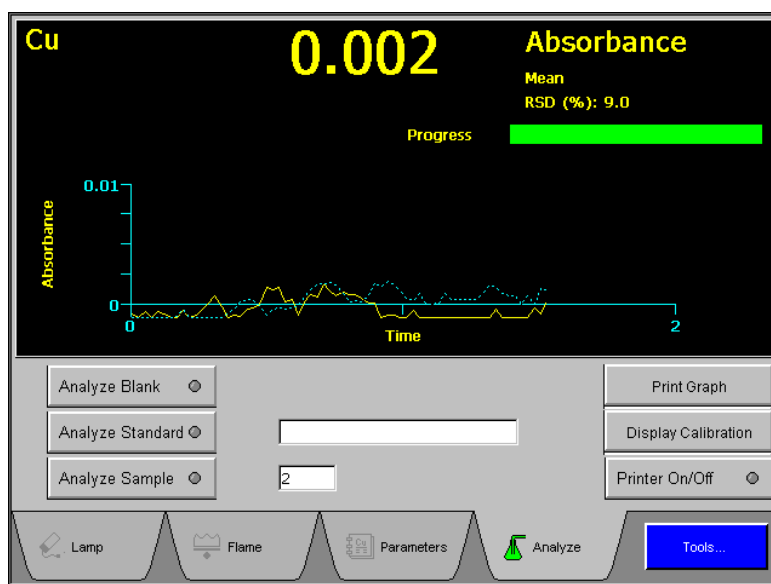 Cu
0.002
Absorbance
Mean
RSD (%): 9.0
Progress
0.01
Absorbance
0
0
2
Time
Analyze Blank
Print Graph
Analyze Standard
Display Calibration
Analyze Sample
2
Printer On/Off
Lamp
Flame
Cu
Parameters
Analyze
Tools...